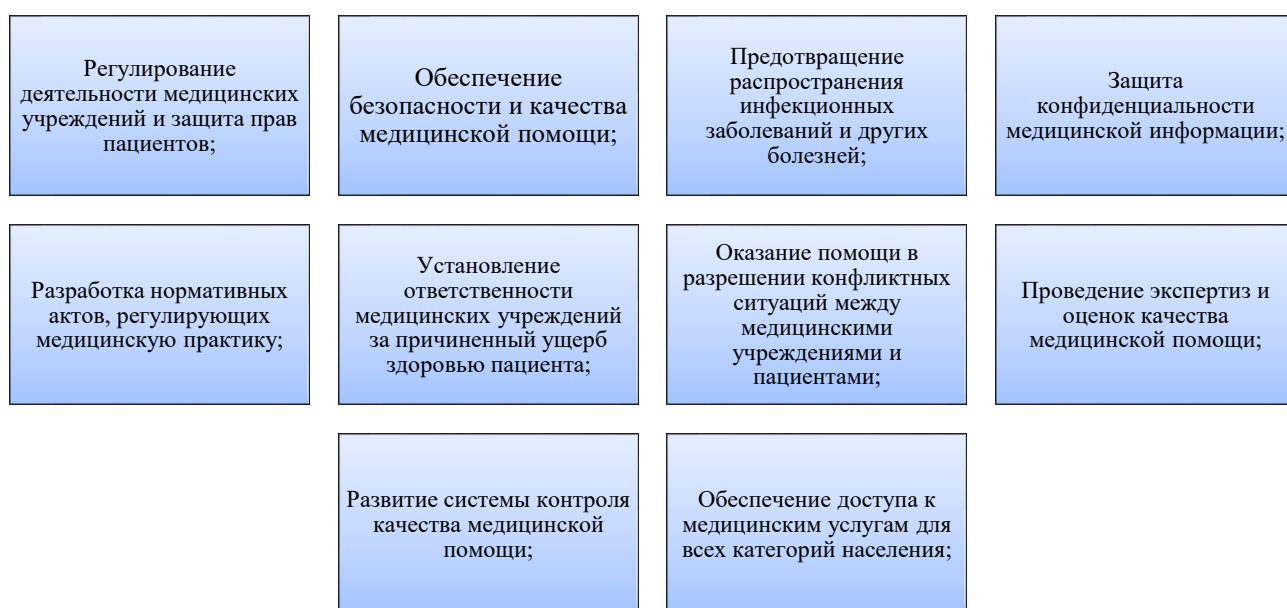 Регулирование
деятельности медицинских
учреждений и защита прав
пациентов;
Обеспечение
безопасности и качества
медицинской помощи;
Предотвращение
распространения
инфекционных
заболеваний и других
болезней;
Защита
конфиденциальности
медицинской информации;
Разработка нормативных
актов, регулирующих
медицинскую практику;
Установление
ответственности
медицинских учреждений
за причиненный ущерб
здоровью пациента;
Оказание помощи в
разрешении конфликтных
ситуаций между
медицинскими
учреждениями и
пациентами;
Проведение экспертиз и
оценок качества
медицинской помощи;
Развитие системы контроля
качества медицинской
помощи;
Обеспечение доступа к
медицинским услугам для
всех категорий населения;